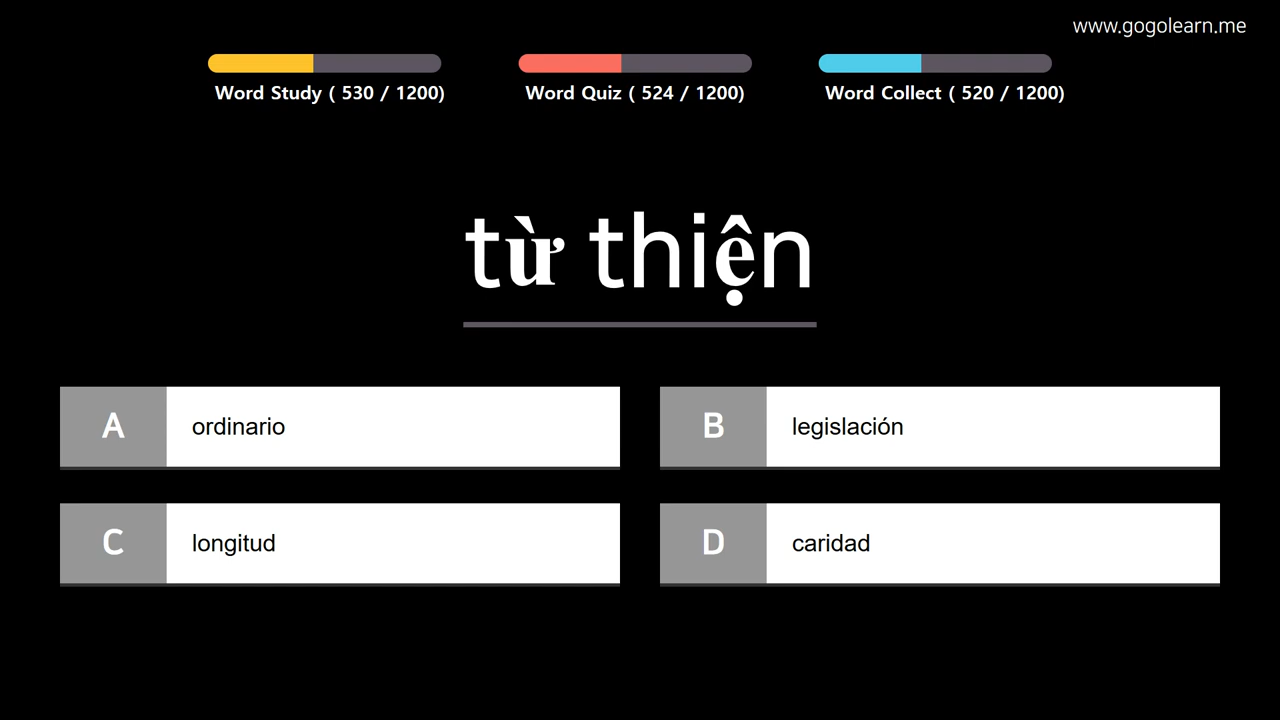 www.gogolearn.me
Word Study ( 530 / 1200)
Word Quiz ( 524 / 1200)
Word Collect ( 520 / 1200)
từ thiện
A
ordinario
B
legislación
C
longitud
D
caridad